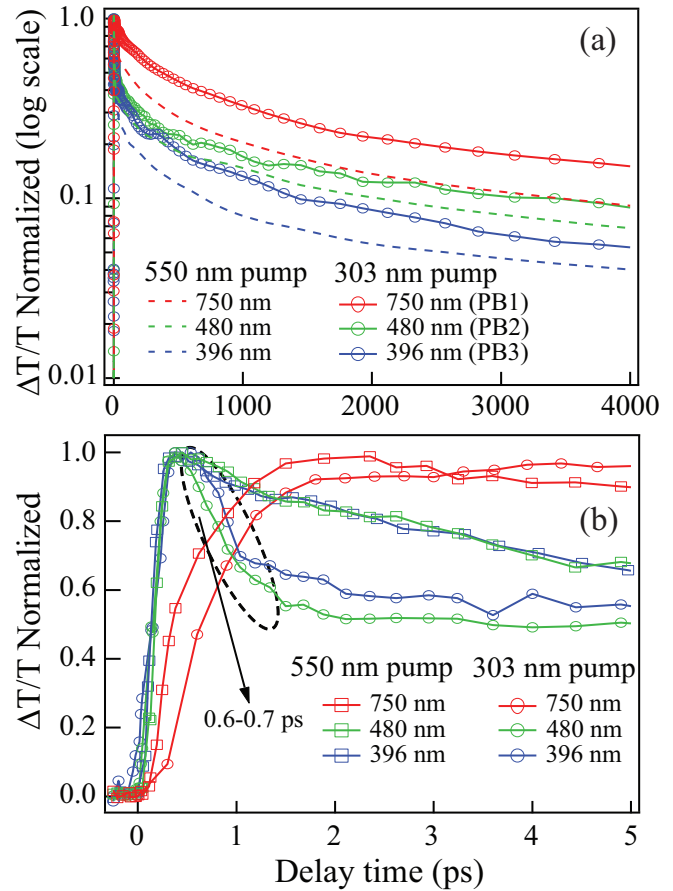 ΔT/T Normalized (log scale)
1.0
0.1
0.01
(a)
550 nm pump 303 nm pump
750 nm 750 nm (PB1)
480 nm 480 nm (PB2)
396 nm 396 nm (PB3)
0 1000 2000 3000 4000
ΔT/T Normalized
1.0
0.8
0.6
0.4
0.2
0.0
(b)
0.6-0.7 ps
550 nm pump 303 nm pump
750 nm 750 nm
480 nm 480 nm
396 nm 396 nm
0 1 2 3 4 5
Delay time (ps)